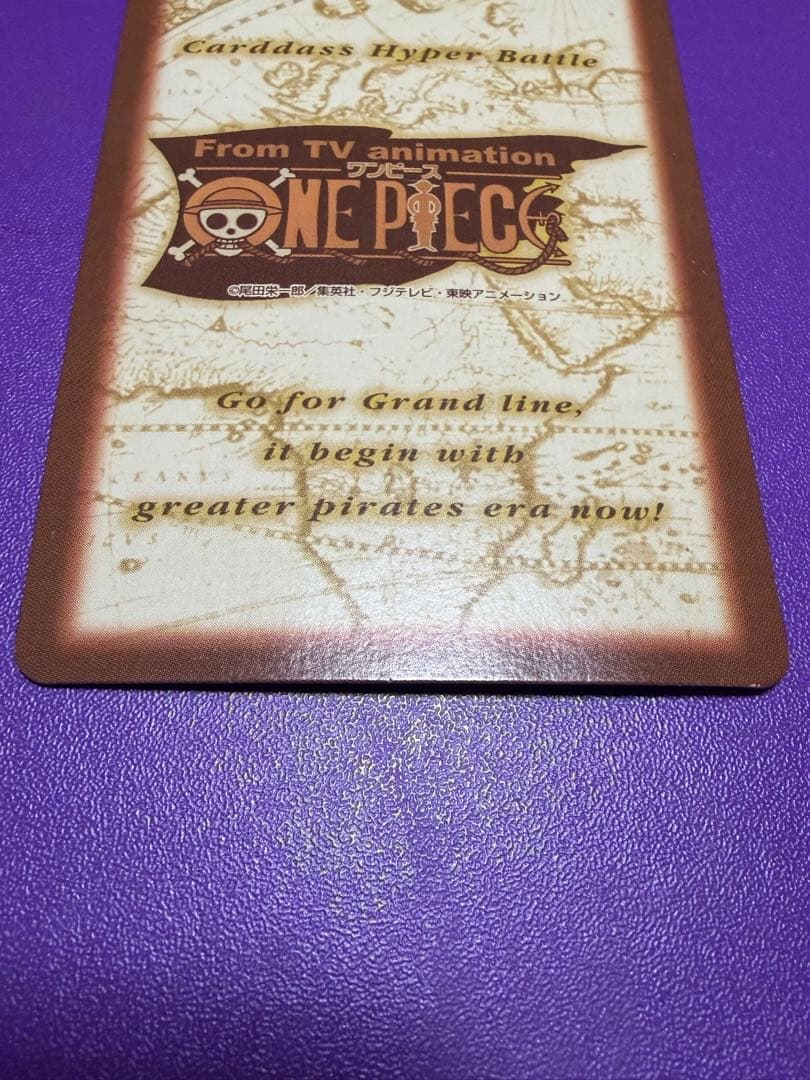 Carddass Hyper Battle
From TV animation
ワンピース
ONE PIECE
©尾田栄一郎/集英社・フジテレビ・東映アニメーション
Go for Grand line,
it begin with
greater pirates era now!